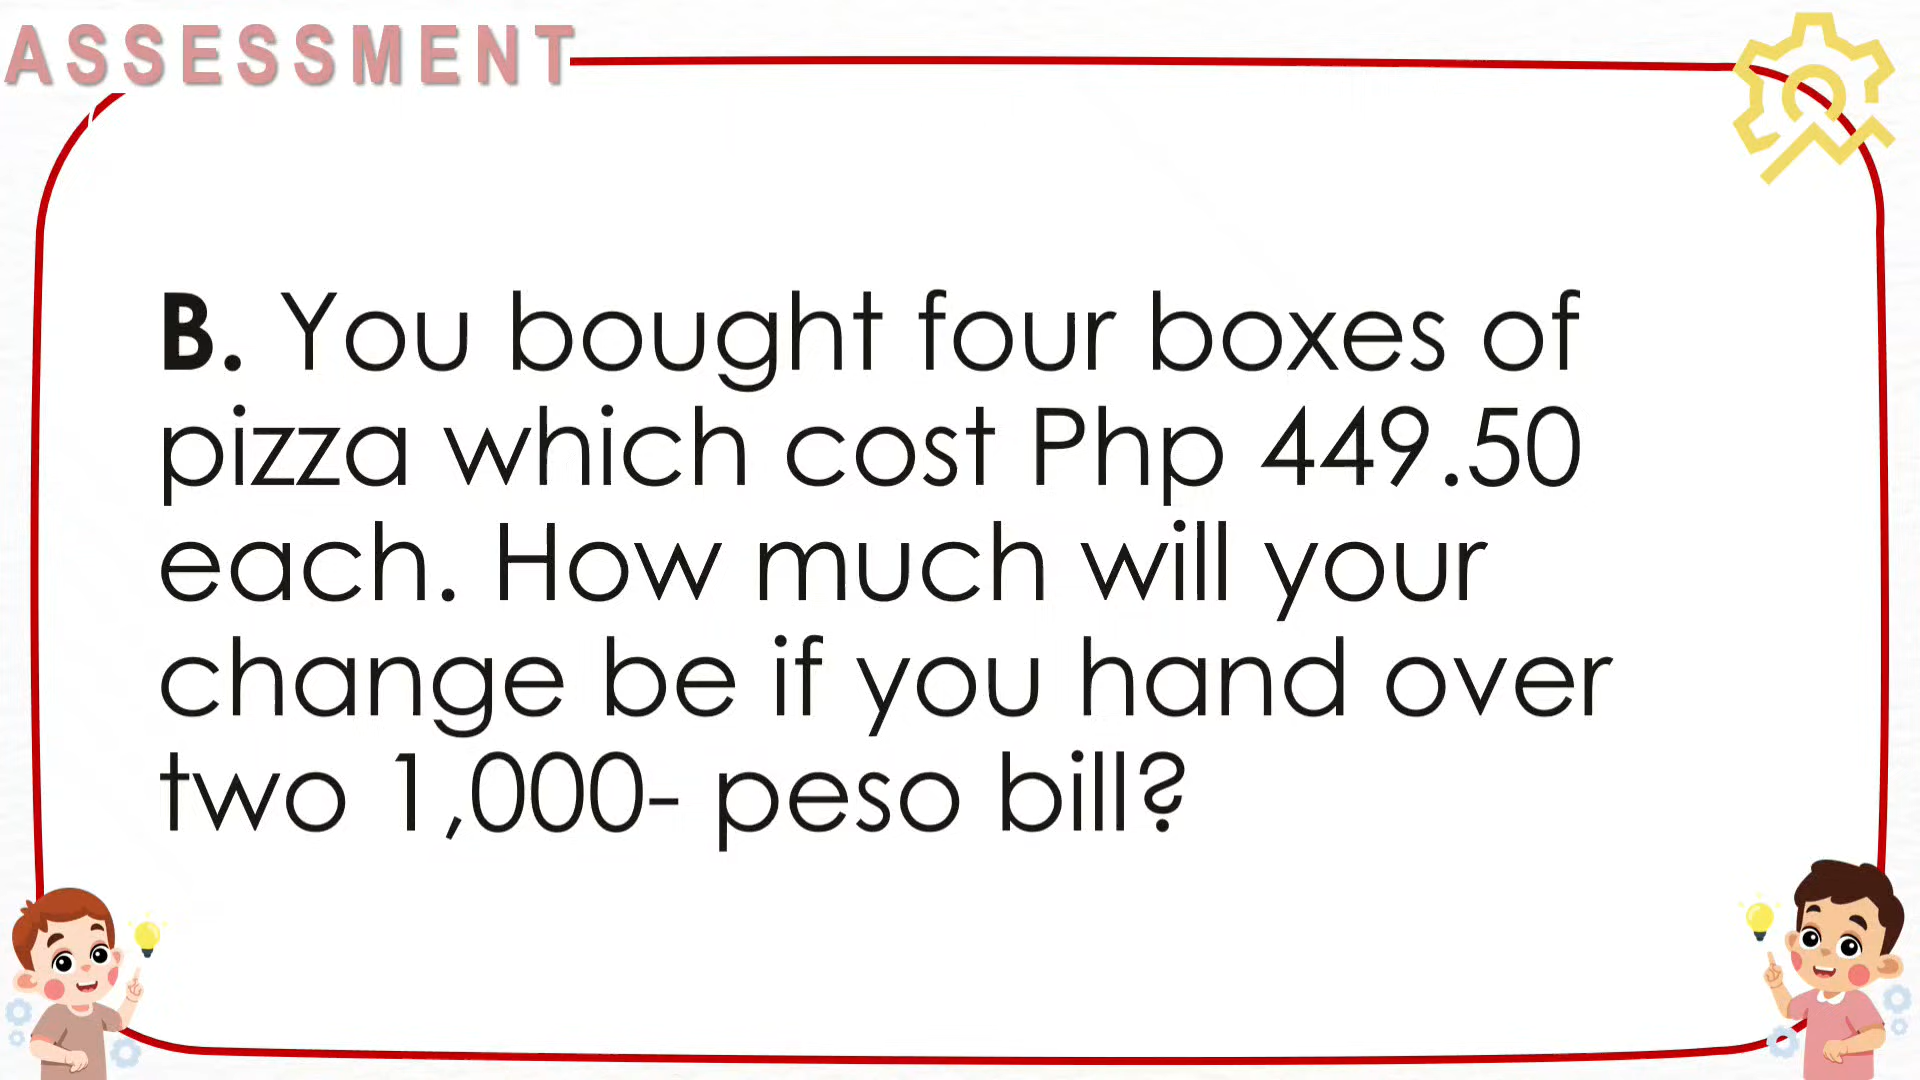 ASSESSMENT
B. You bought four boxes of
pizza which cost Php 449.50
each. How much will your
change be if you hand over
two 1,000- peso bill?